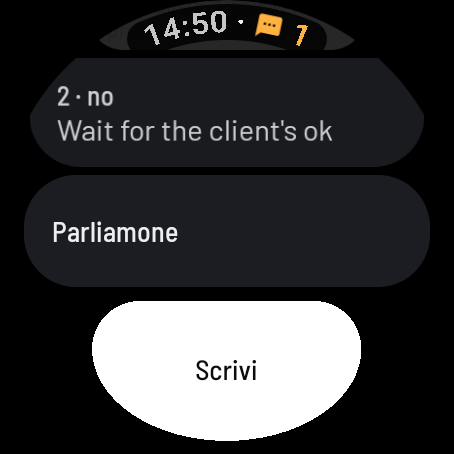 14:50 · 1
2 · no
Wait for the client's ok
Parliamone
Scrivi